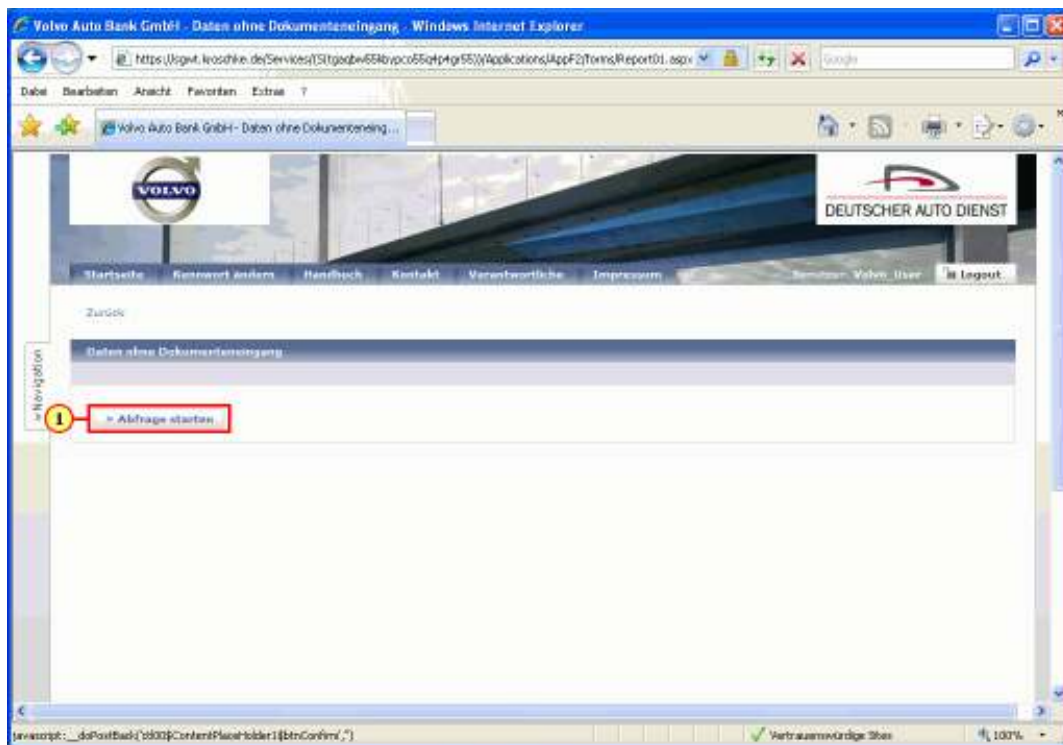 Volvo Auto Bank GmbH - Daten ohne Dokumenteneingang - Windows Internet Explorer
Google
Datei Bearbeiten Ansicht Favoriten Extras ?
Volvo Auto Bank GmbH - Daten ohne Dokumenteneing...
VOLVO
DEUTSCHER AUTO DIENST
Startseite Kennwort ändern Handbuch Kontakt Verantwortliche Impressum Benutzer: Volvo_User Logout
Zurück
» Navigation
Daten ohne Dokumenteneingang
1 » Abfrage starten
Vertrauenswürdige Sites 100%